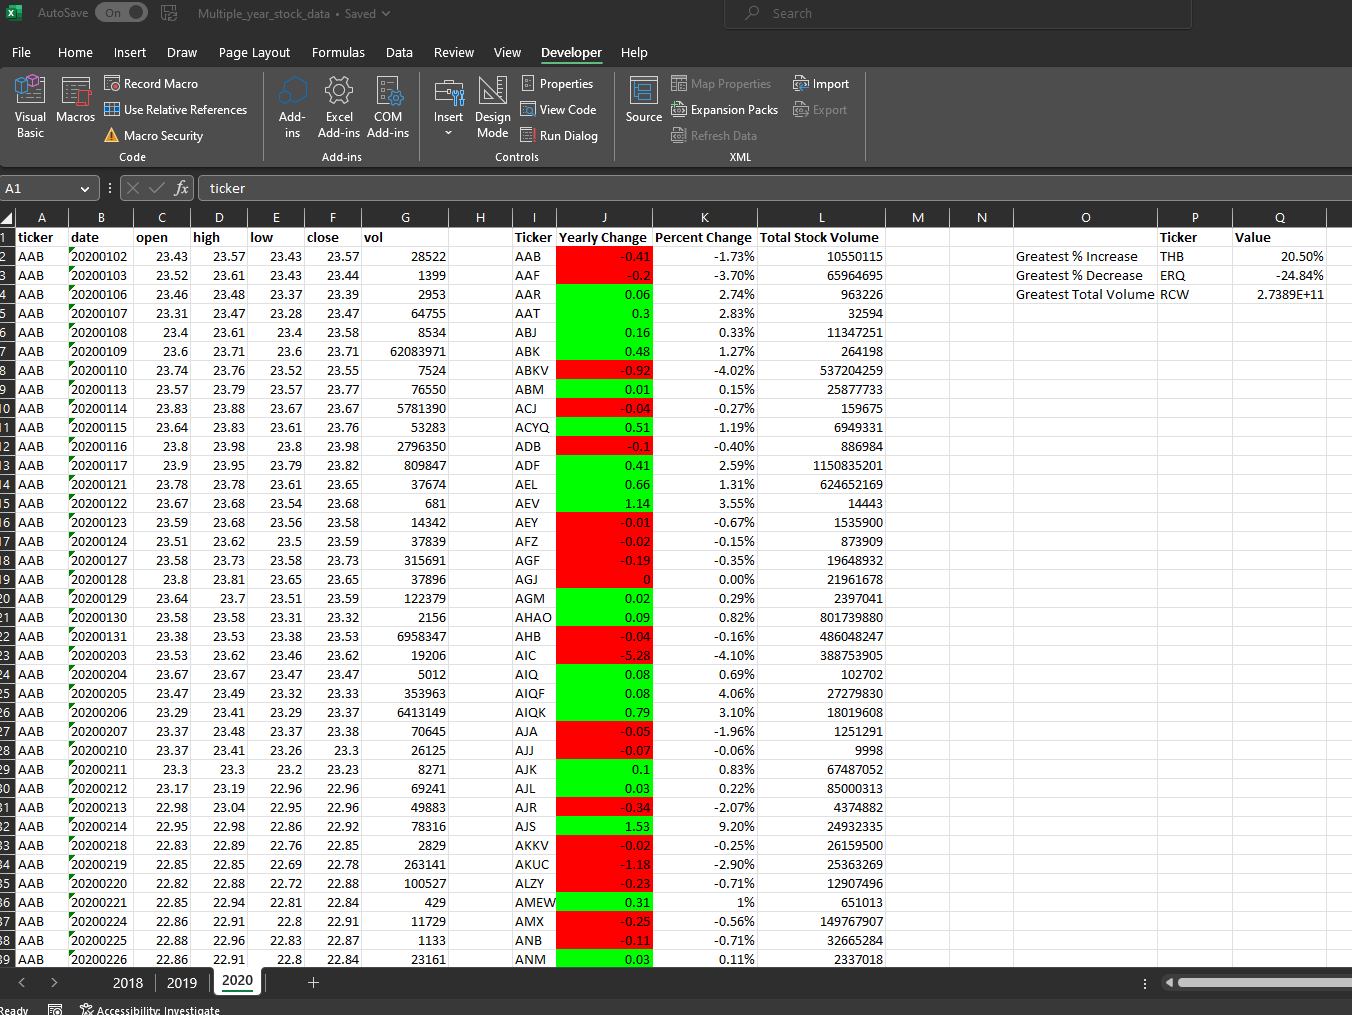 AutoSave On Multiple_year_stock_data • Saved Search
File Home Insert Draw Page Layout Formulas Data Review View Developer Help
Visual Basic Macros Record Macro Use Relative References Macro Security Code
Add-ins Excel Add-ins COM Add-ins Add-ins
Insert Design Mode Properties View Code Run Dialog Controls
Source Map Properties Expansion Packs Refresh Data Import Export XML
A1 fx ticker
A B C D E F G H I J K L M N O P Q
1 ticker date open high low close vol Ticker Yearly Change Percent Change Total Stock Volume Ticker Value
2 AAB 20200102 23.43 23.57 23.43 23.57 28522 AAB -0.41 -1.73% 10550115 Greatest % Increase THB 20.50%
3 AAB 20200103 23.52 23.61 23.43 23.44 1399 AAF -0.2 -3.70% 65964695 Greatest % Decrease ERQ -24.84%
4 AAB 20200106 23.46 23.48 23.37 23.39 2953 AAR 0.06 2.74% 963226 Greatest Total Volume RCW 2.7389E+11
5 AAB 20200107 23.31 23.47 23.28 23.47 64755 AAT 0.3 2.83% 32594
6 AAB 20200108 23.4 23.61 23.4 23.58 8534 ABJ 0.16 0.33% 11347251
7 AAB 20200109 23.6 23.71 23.6 23.71 62083971 ABK 0.48 1.27% 264198
8 AAB 20200110 23.74 23.76 23.52 23.55 7524 ABKV -0.92 -4.02% 537204259
9 AAB 20200113 23.57 23.79 23.57 23.77 76550 ABM 0.01 0.15% 25877733
10 AAB 20200114 23.83 23.88 23.67 23.67 5781390 ACJ -0.04 -0.27% 159675
11 AAB 20200115 23.64 23.83 23.61 23.76 53283 ACYQ 0.51 1.19% 6949331
12 AAB 20200116 23.8 23.98 23.8 23.98 2796350 ADB -0.1 -0.40% 886984
13 AAB 20200117 23.9 23.95 23.79 23.82 809847 ADF 0.41 2.59% 1150835201
14 AAB 20200121 23.78 23.78 23.61 23.65 37674 AEL 0.66 1.31% 624652169
15 AAB 20200122 23.67 23.68 23.54 23.68 681 AEV 1.14 3.55% 14443
16 AAB 20200123 23.59 23.68 23.56 23.58 14342 AEY -0.01 -0.67% 1535900
17 AAB 20200124 23.51 23.62 23.5 23.59 37839 AFZ -0.02 -0.15% 873909
18 AAB 20200127 23.58 23.73 23.58 23.73 315691 AGF -0.19 -0.35% 19648932
19 AAB 20200128 23.8 23.81 23.65 23.65 37896 AGJ 0 0.00% 21961678
20 AAB 20200129 23.64 23.7 23.51 23.59 122379 AGM 0.02 0.29% 2397041
21 AAB 20200130 23.58 23.58 23.31 23.32 2156 AHAO 0.09 0.82% 801739880
22 AAB 20200131 23.38 23.53 23.38 23.53 6958347 AHB -0.04 -0.16% 486048247
23 AAB 20200203 23.53 23.62 23.46 23.62 19206 AIC -5.28 -4.10% 388753905
24 AAB 20200204 23.67 23.67 23.47 23.47 5012 AIQ 0.08 0.69% 102702
25 AAB 20200205 23.47 23.49 23.32 23.33 353963 AIQF 0.08 4.06% 27279830
26 AAB 20200206 23.29 23.41 23.29 23.37 6413149 AIQK 0.79 3.10% 18019608
27 AAB 20200207 23.37 23.48 23.37 23.38 70645 AJA -0.05 -1.96% 1251291
28 AAB 20200210 23.37 23.41 23.26 23.3 26125 AJJ -0.07 -0.06% 9998
29 AAB 20200211 23.3 23.3 23.2 23.23 8271 AJK 0.1 0.83% 67487052
30 AAB 20200212 23.17 23.19 22.96 22.96 69241 AJL 0.03 0.22% 85000313
31 AAB 20200213 22.98 23.04 22.95 22.96 49883 AJR -0.34 -2.07% 4374882
32 AAB 20200214 22.95 22.98 22.86 22.92 78316 AJS 1.53 9.20% 24932335
33 AAB 20200218 22.83 22.89 22.76 22.85 2829 AKKV -0.02 -0.25% 26159500
34 AAB 20200219 22.85 22.85 22.69 22.78 263141 AKUC -1.18 -2.90% 25363269
35 AAB 20200220 22.82 22.88 22.72 22.88 100527 ALZY -0.23 -0.71% 12907496
36 AAB 20200221 22.85 22.94 22.81 22.84 429 AMEW 0.31 1% 651013
37 AAB 20200224 22.86 22.91 22.8 22.91 11729 AMX -0.25 -0.56% 149767907
38 AAB 20200225 22.88 22.96 22.83 22.87 1133 ANB -0.11 -0.71% 32665284
39 AAB 20200226 22.86 22.91 22.8 22.84 23161 ANM 0.03 0.11% 2337018
2018 2019 2020
Ready Accessibility: Investigate